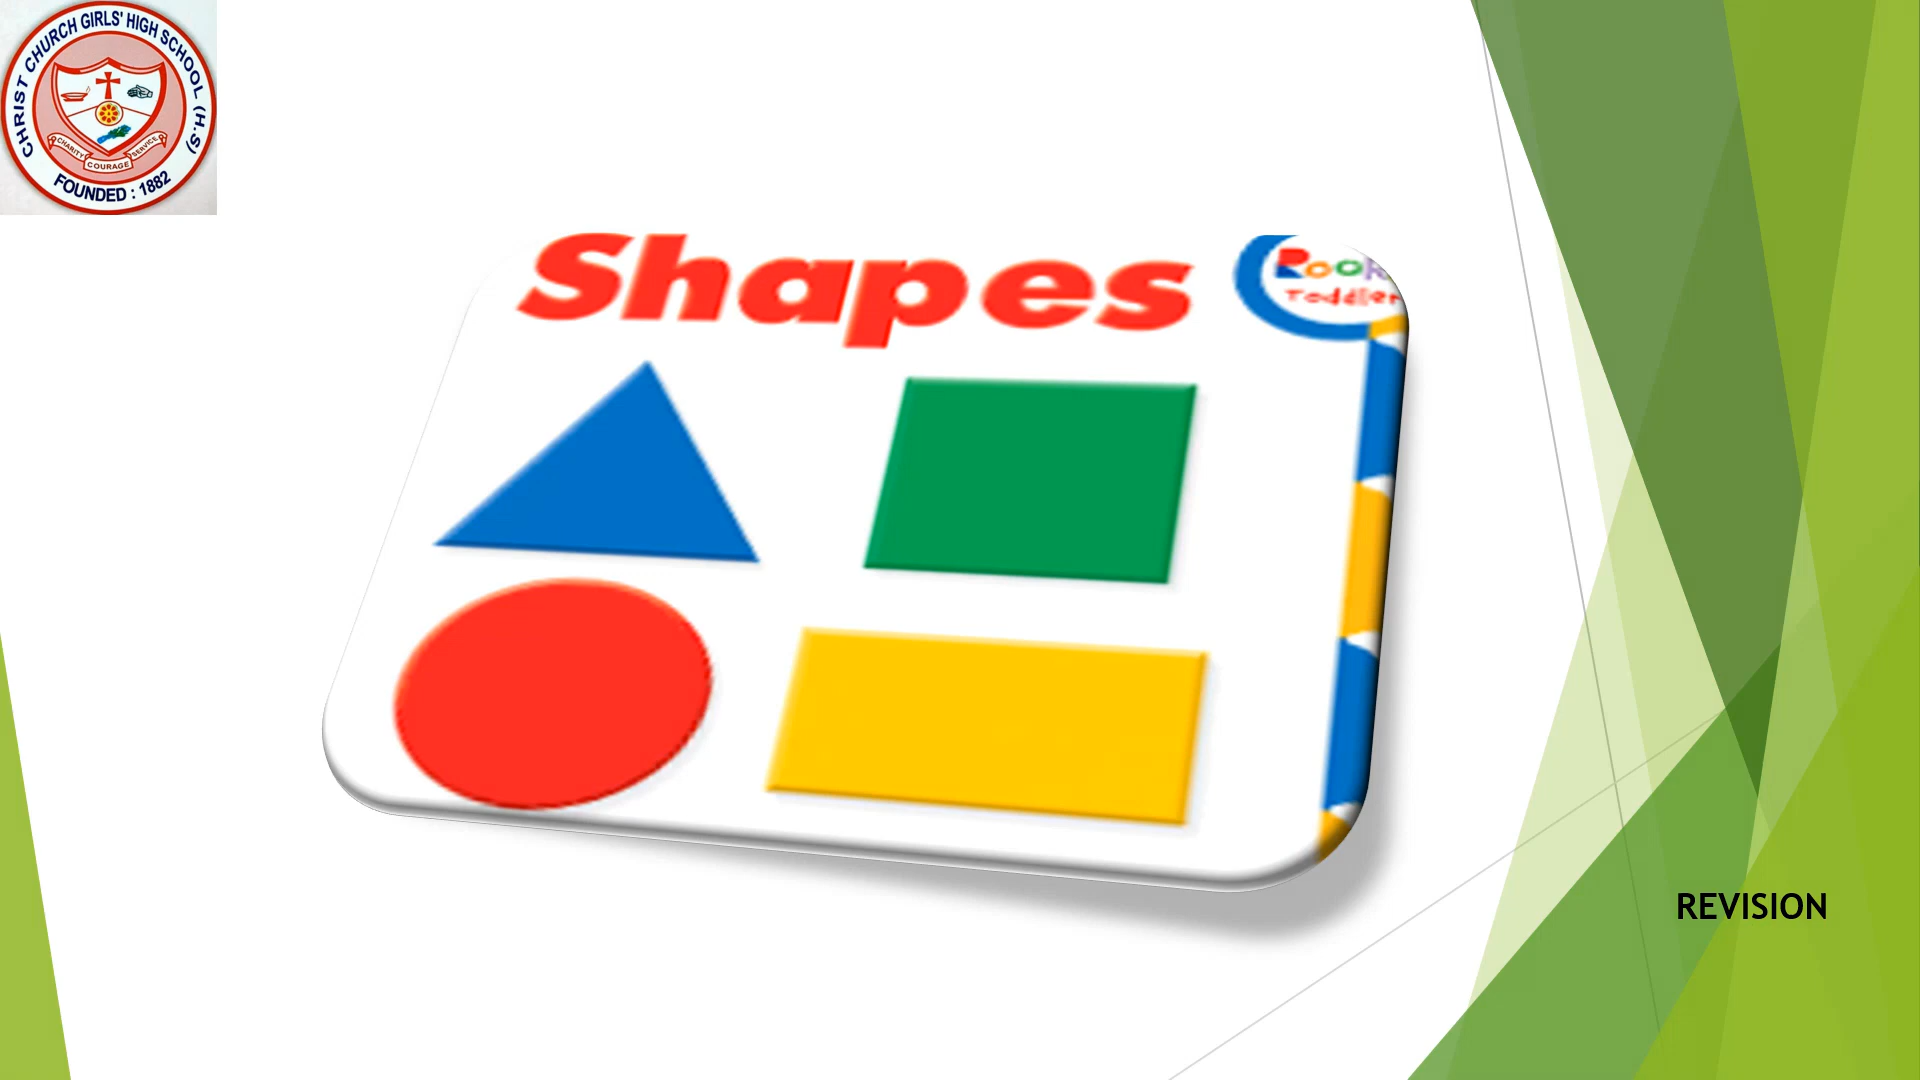 CHRIST CHURCH GIRLS' HIGH SCHOOL (H.S)
CHARITY COURAGE SERVICE
FOUNDED : 1882
Shapes
Toddler
REVISION